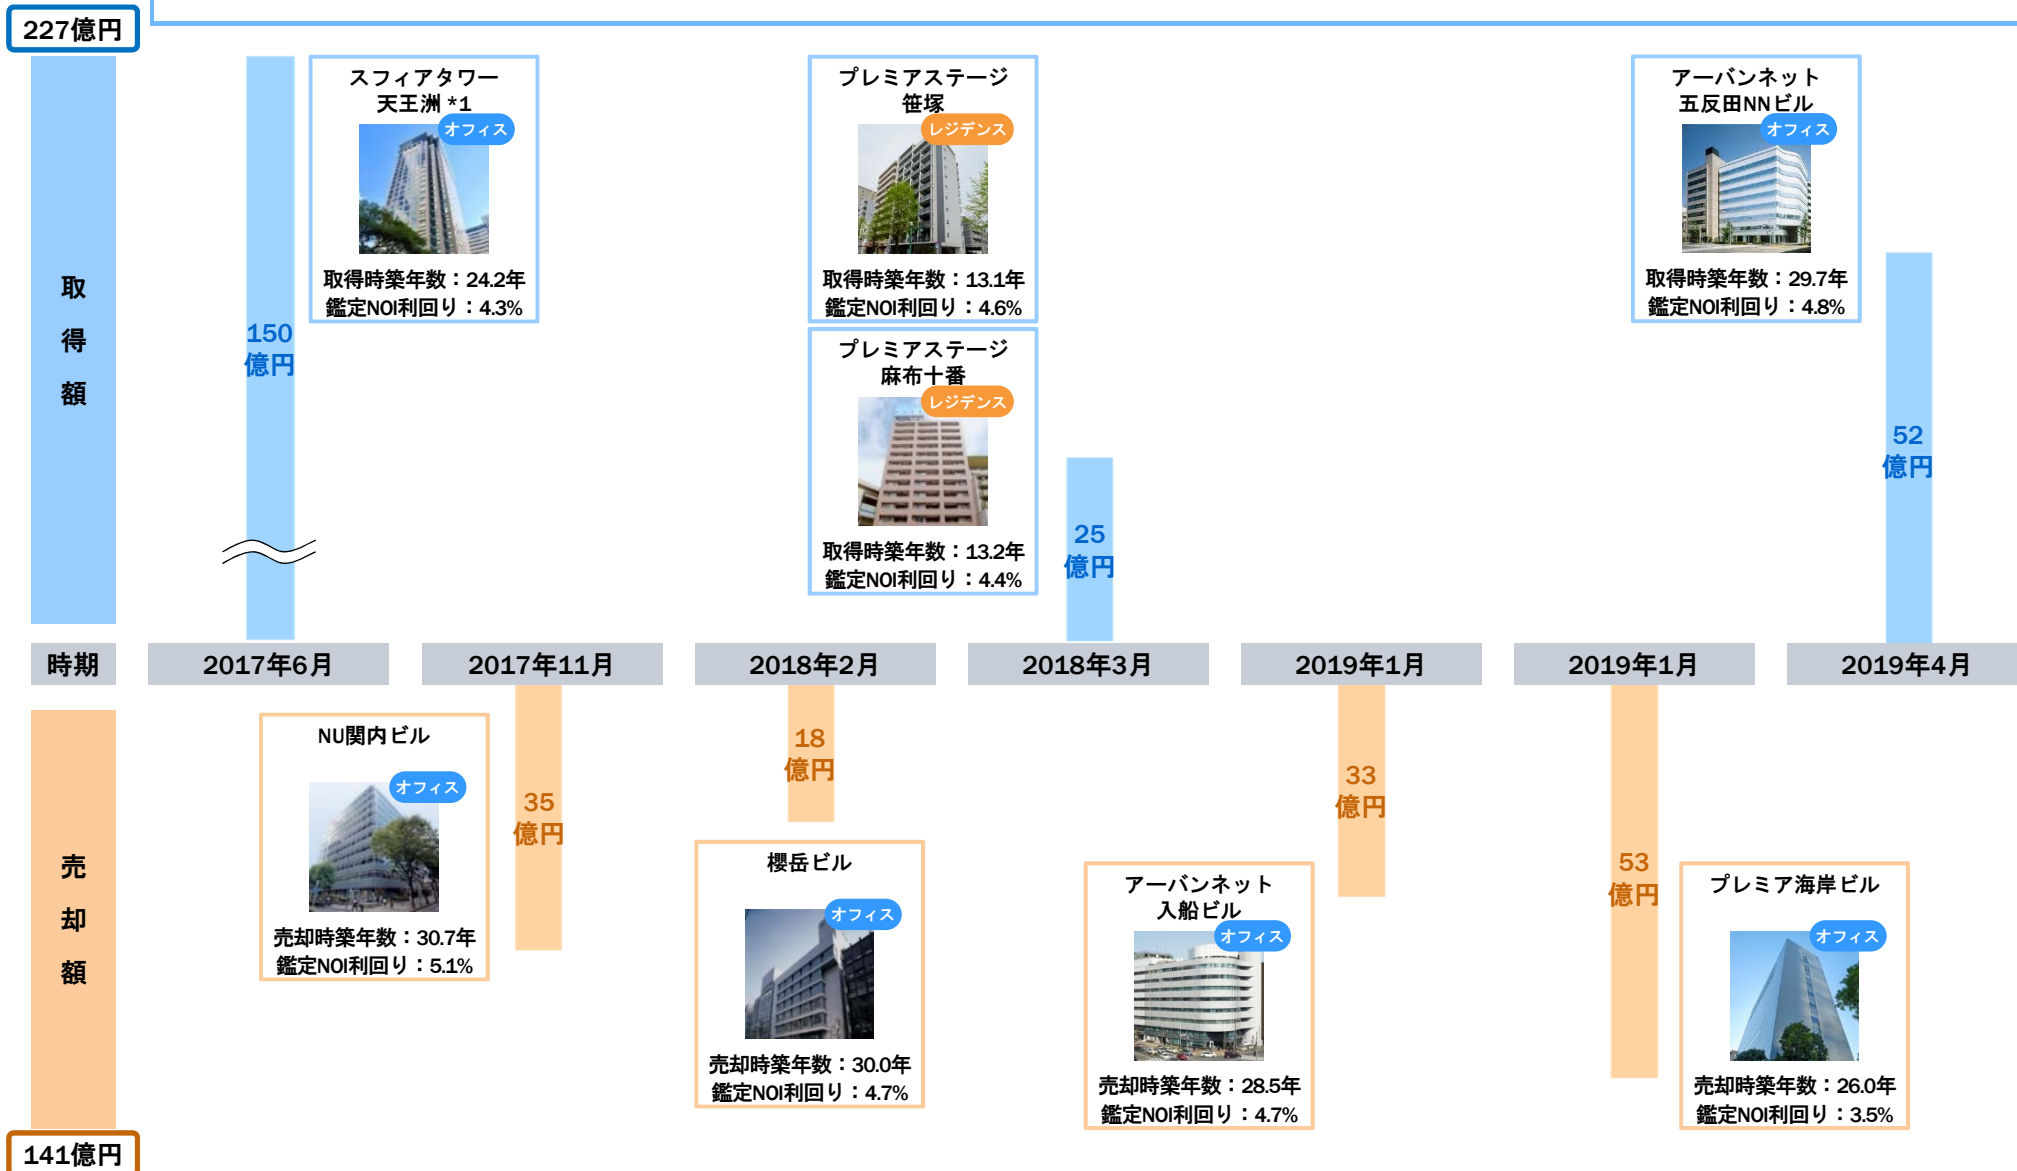 227億円
スフィアタワー
天王洲 *1
オフィス
取得時築年数：24.2年
鑑定NOI利回り：4.3%
プレミアステージ
笹塚
レジデンス
取得時築年数：13.1年
鑑定NOI利回り：4.6%
アーバンネット
五反田NNビル
オフィス
取得時築年数：29.7年
鑑定NOI利回り：4.8%
プレミアステージ
麻布十番
レジデンス
取得時築年数：13.2年
鑑定NOI利回り：4.4%
取
得
額
150
億円
25
億円
52
億円
時期
2017年6月
2017年11月
2018年2月
2018年3月
2019年1月
2019年1月
2019年4月
売
却
額
NU関内ビル
オフィス
売却時築年数：30.7年
鑑定NOI利回り：5.1%
35
億円
18
億円
櫻岳ビル
オフィス
売却時築年数：30.0年
鑑定NOI利回り：4.7%
アーバンネット
入船ビル
オフィス
売却時築年数：28.5年
鑑定NOI利回り：4.7%
33
億円
53
億円
プレミア海岸ビル
オフィス
売却時築年数：26.0年
鑑定NOI利回り：3.5%
141億円